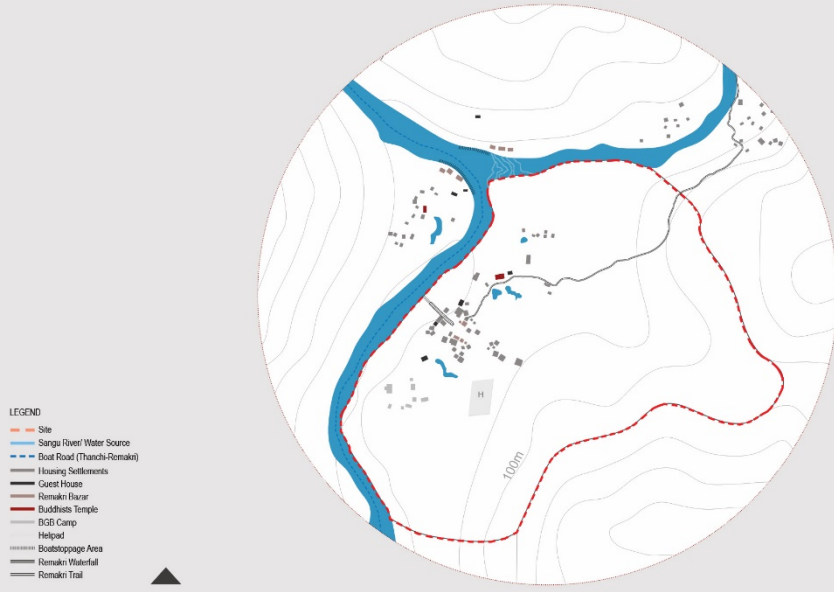 H
100m
LEGEND
Site
Sangu River/ Water Source
Boat Road (Thanchi-Remakri)
Housing Settlements
Guest House
Remakri Bazar
Buddhists Temple
BGB Camp
Helipad
Boatstoppage Area
Remakri Waterfall
Remakri Trail